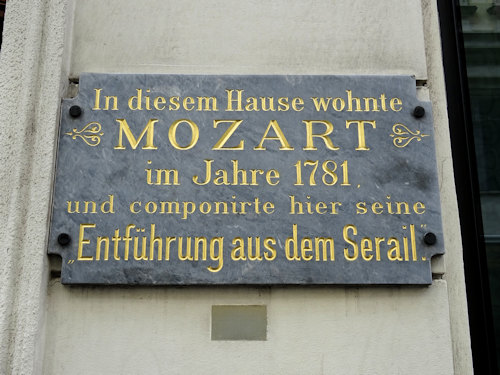 In diesem Hause wohnte
MOZART
im Jahre 1781
und componirte hier seine
„Entführung aus dem Serail."